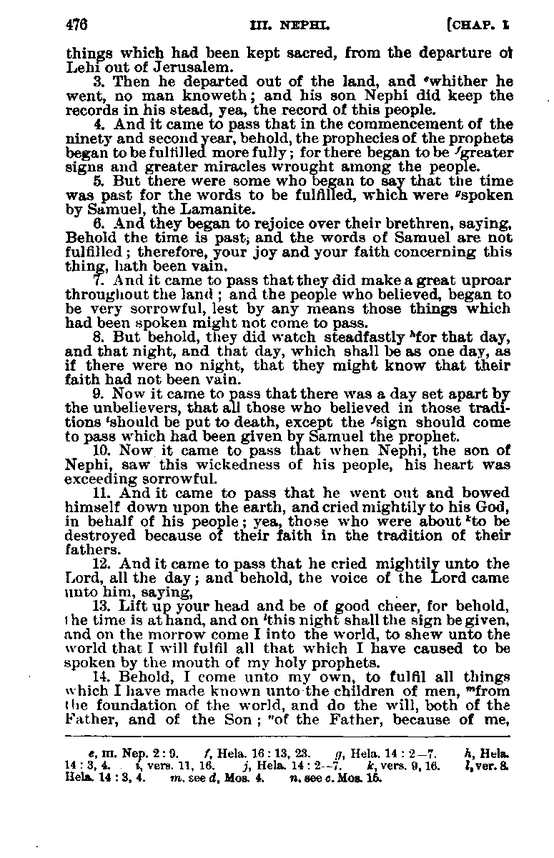 476 III. NEPHI. [CHAP. I
things which had been kept sacred, from the departure of
Lehi out of Jerusalem.
3. Then he departed out of the land, and ᵉwhither he
went, no man knoweth; and his son Nephi did keep the
records in his stead, yea, the record of this people.
4. And it came to pass that in the commencement of the
ninety and second year, behold, the prophecies of the prophets
began to be fulfilled more fully; for there began to be ᶠgreater
signs and greater miracles wrought among the people.
5. But there were some who began to say that the time
was past for the words to be fulfilled, which were ᵍspoken
by Samuel, the Lamanite.
6. And they began to rejoice over their brethren, saying,
Behold the time is past, and the words of Samuel are not
fulfilled; therefore, your joy and your faith concerning this
thing, hath been vain.
7. And it came to pass that they did make a great uproar
throughout the land; and the people who believed, began to
be very sorrowful, lest by any means those things which
had been spoken might not come to pass.
8. But behold, they did watch steadfastly ʰfor that day,
and that night, and that day, which shall be as one day, as
if there were no night, that they might know that their
faith had not been vain.
9. Now it came to pass that there was a day set apart by
the unbelievers, that all those who believed in those tradi-
tions ⁱshould be put to death, except the ʲsign should come
to pass which had been given by Samuel the prophet.
10. Now it came to pass that when Nephi, the son of
Nephi, saw this wickedness of his people, his heart was
exceeding sorrowful.
11. And it came to pass that he went out and bowed
himself down upon the earth, and cried mightily to his God,
in behalf of his people; yea, those who were about ᵏto be
destroyed because of their faith in the tradition of their
fathers.
12. And it came to pass that he cried mightily unto the
Lord, all the day; and behold, the voice of the Lord came
unto him, saying,
13. Lift up your head and be of good cheer, for behold,
the time is at hand, and on ˡthis night shall the sign be given,
and on the morrow come I into the world, to shew unto the
world that I will fulfil all that which I have caused to be
spoken by the mouth of my holy prophets.
14. Behold, I come unto my own, to fulfil all things
which I have made known unto the children of men, ᵐfrom
the foundation of the world, and do the will, both of the
Father, and of the Son; ⁿof the Father, because of me,
e, III. Nep. 2:9. f, Hela. 16:13, 23. g, Hela. 14:2–7. h, Hela.
14:3, 4. i, vers. 11, 16. j, Hela. 14:2–7. k, vers. 9, 16. l, ver. 8.
Hela. 14:3, 4. m, see d, Mos. 4. n, see c. Mos. 15.